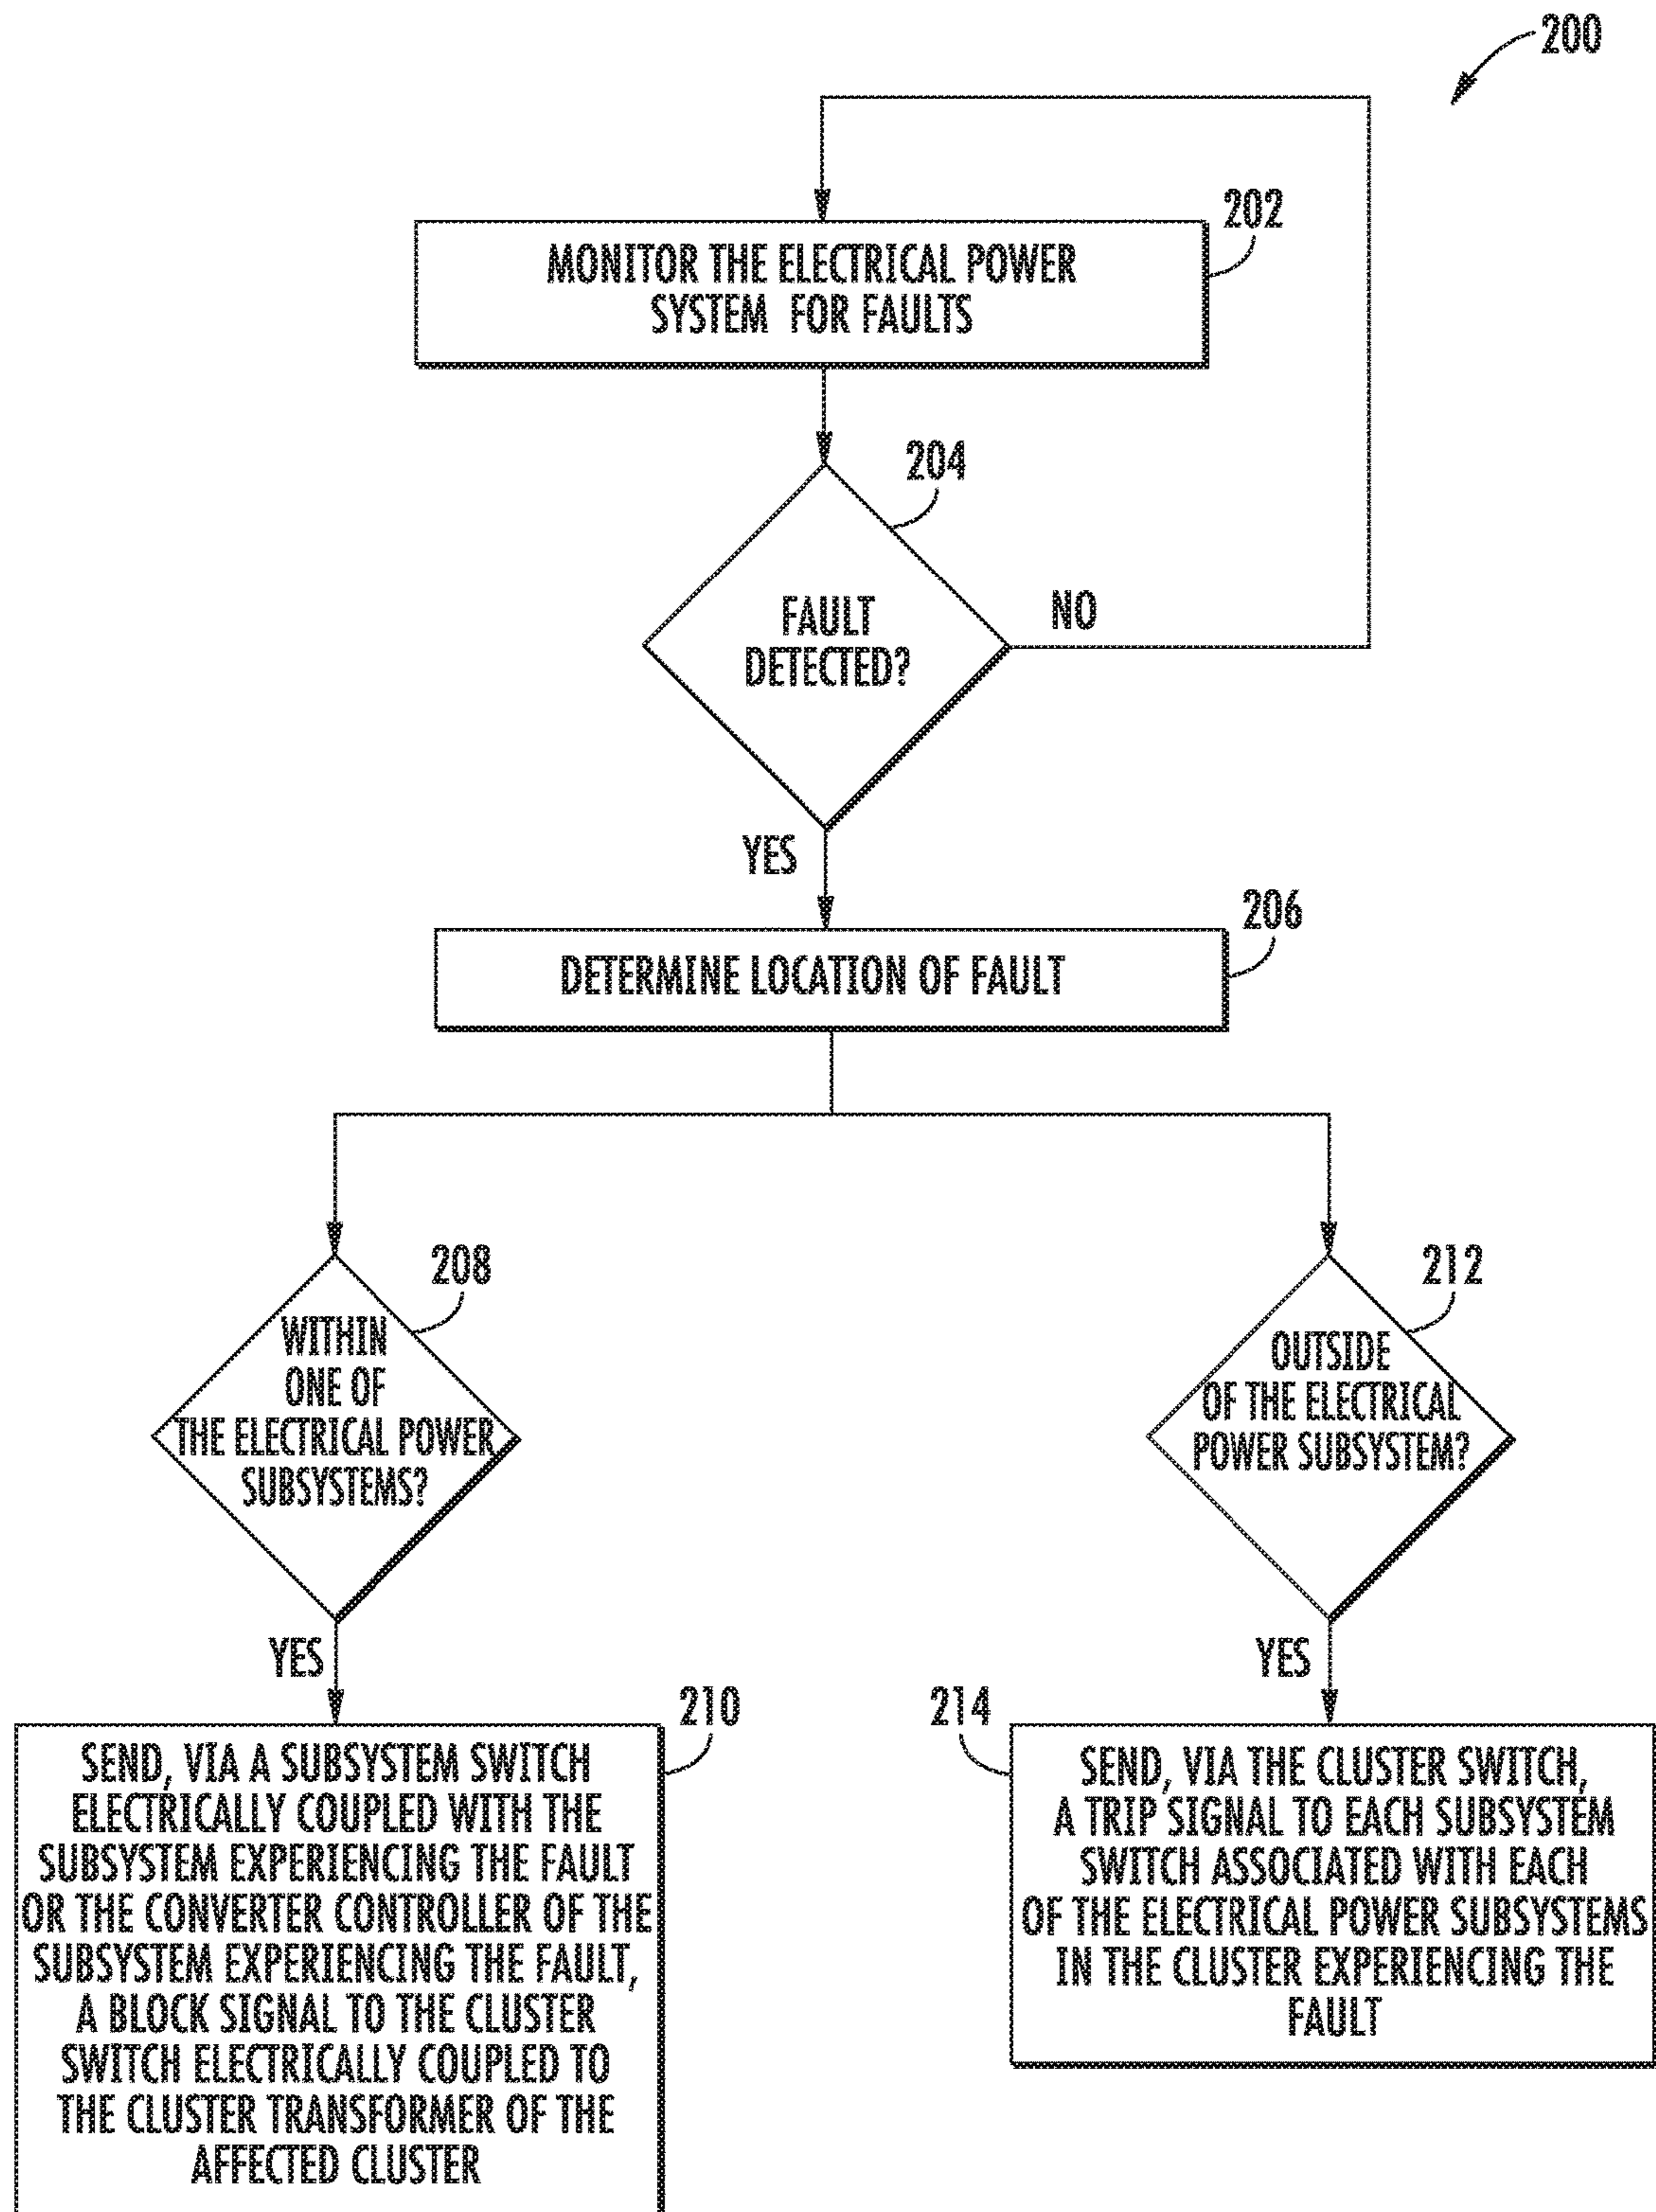 200
202
MONITOR THE ELECTRICAL POWER
SYSTEM FOR FAULTS
204
FAULT
DETECTED?
NO
YES
206
DETERMINE LOCATION OF FAULT
208
WITHIN
ONE OF
THE ELECTRICAL POWER
SUBSYSTEMS?
212
OUTSIDE
OF THE ELECTRICAL
POWER SUBSYSTEM?
YES
YES
210
SEND, VIA A SUBSYSTEM SWITCH
ELECTRICALLY COUPLED WITH THE
SUBSYSTEM EXPERIENCING THE FAULT
OR THE CONVERTER CONTROLLER OF THE
SUBSYSTEM EXPERIENCING THE FAULT,
A BLOCK SIGNAL TO THE CLUSTER
SWITCH ELECTRICALLY COUPLED TO
THE CLUSTER TRANSFORMER OF THE
AFFECTED CLUSTER
214
SEND, VIA THE CLUSTER SWITCH,
A TRIP SIGNAL TO EACH SUBSYSTEM
SWITCH ASSOCIATED WITH EACH
OF THE ELECTRICAL POWER SUBSYSTEMS
IN THE CLUSTER EXPERIENCING THE
FAULT